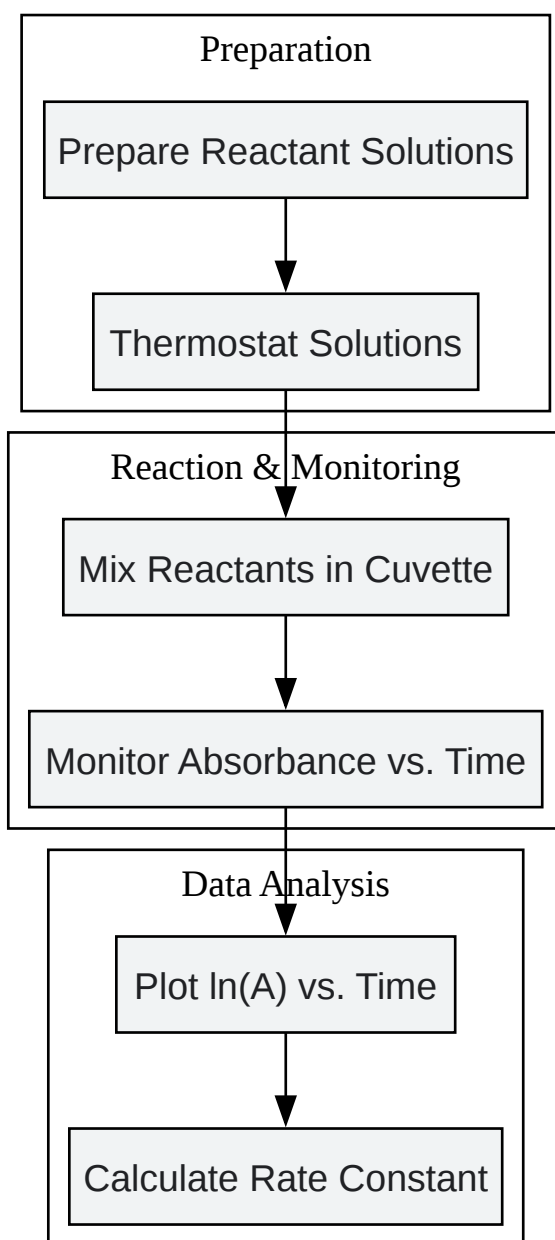 Preparation
Prepare Reactant Solutions
Thermostat Solutions
Reaction & Monitoring
Mix Reactants in Cuvette
Monitor Absorbance vs. Time
Data Analysis
Plot ln(A) vs. Time
Calculate Rate Constant